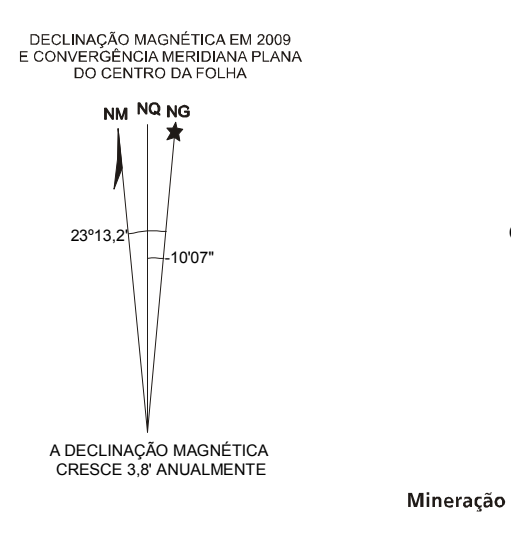 DECLINAÇÃO MAGNÉTICA EM 2009
E CONVERGÊNCIA MERIDIANA PLANA
DO CENTRO DA FOLHA
NM NQ NG
23º13,2'
-10'07"
A DECLINAÇÃO MAGNÉTICA
CRESCE 3,8' ANUALMENTE
Mineração